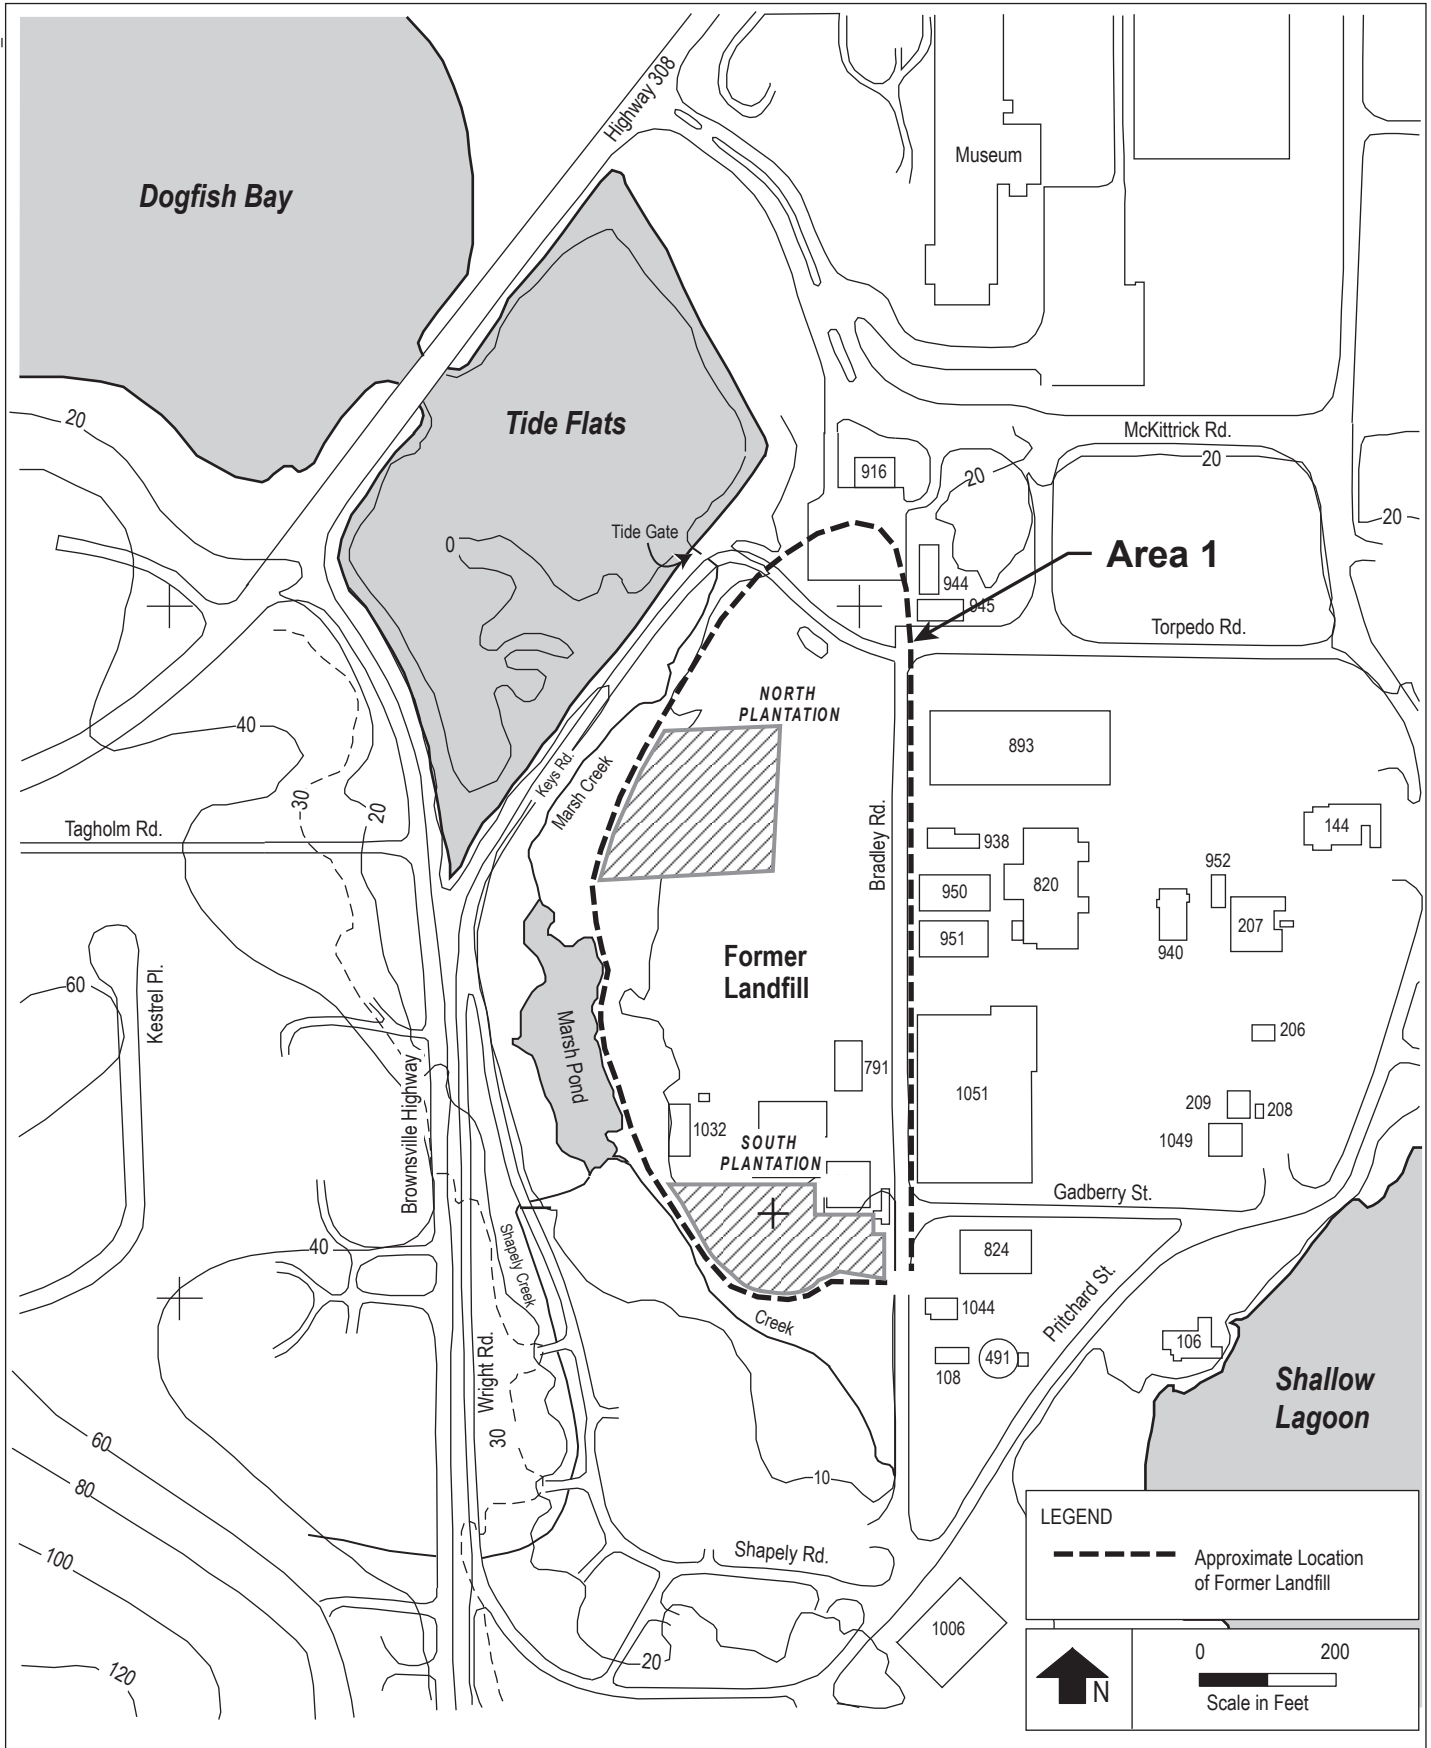 Highway 308
Museum
Dogfish Bay
Tide Flats
20
McKittrick Rd.
20
916
20
20
Tide Gate
0
Area 1
944
945
Torpedo Rd.
NORTH
PLANTATION
40
893
Keys Rd.
Marsh Creek
30
20
Tagholm Rd.
Bradley Rd.
938
144
820
952
950
951
207
940
Former
Landfill
60
Kestrel Pl.
Marsh Pond
206
791
1051
Brownsville Highway
209
208
1032
1049
SOUTH
PLANTATION
Gadberry St.
40
Shapely Creek
824
1044
Pritchard St.
Creek
106
491
108
Wright Rd.
Shallow
Lagoon
30
60
80
10
100
Shapely Rd.
1006
20
120
LEGEND
Approximate Location
of Former Landfill
N
0 200
Scale in Feet